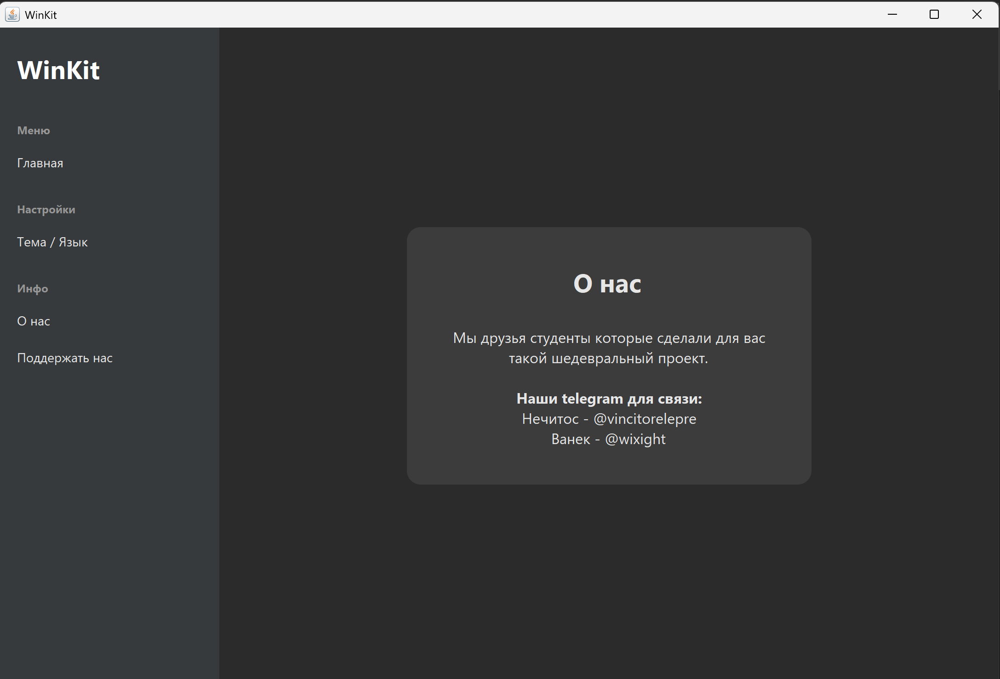 WinKit
WinKit
Меню
Главная
Настройки
Тема / Язык
Инфо
О нас
Поддержать нас
О нас
Мы друзья студенты которые сделали для вас
такой шедевральный проект.
Наши telegram для связи:
Нечитос - @vincitorelepre
Ванек - @wixight